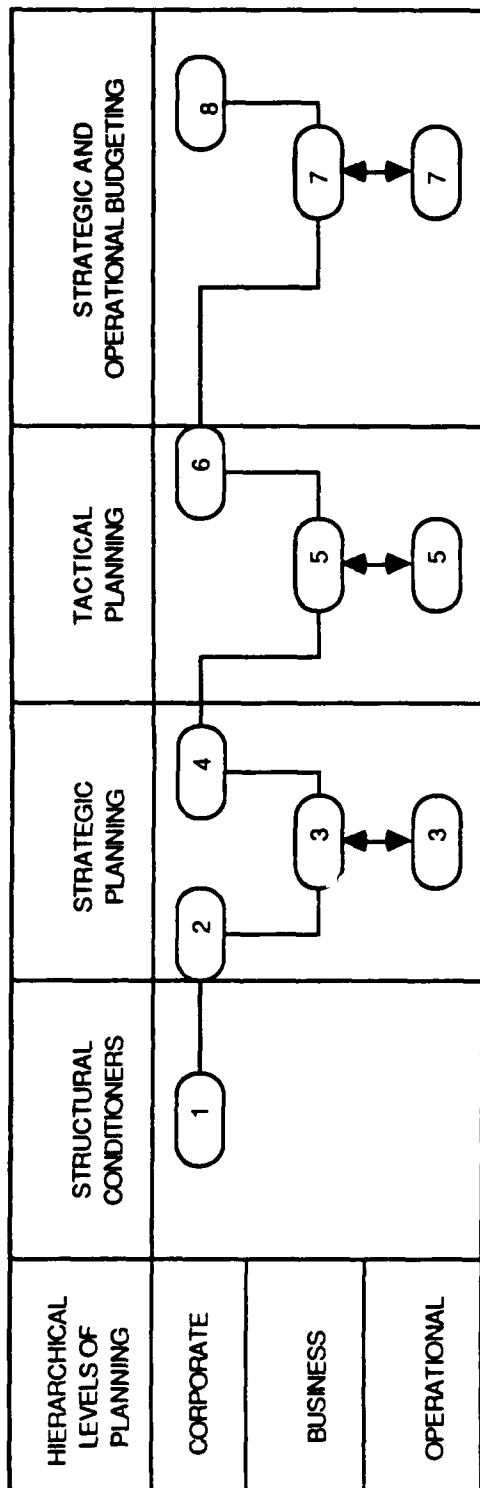 HIERARCHICAL
LEVELS OF
PLANNING
STRUCTURAL
CONDITIONERS
STRATEGIC
PLANNING
TACTICAL
PLANNING
STRATEGIC AND
OPERATIONAL BUDGETING
CORPORATE
1
2
4
6
8
BUSINESS
3
5
7
OPERATIONAL
3
5
7